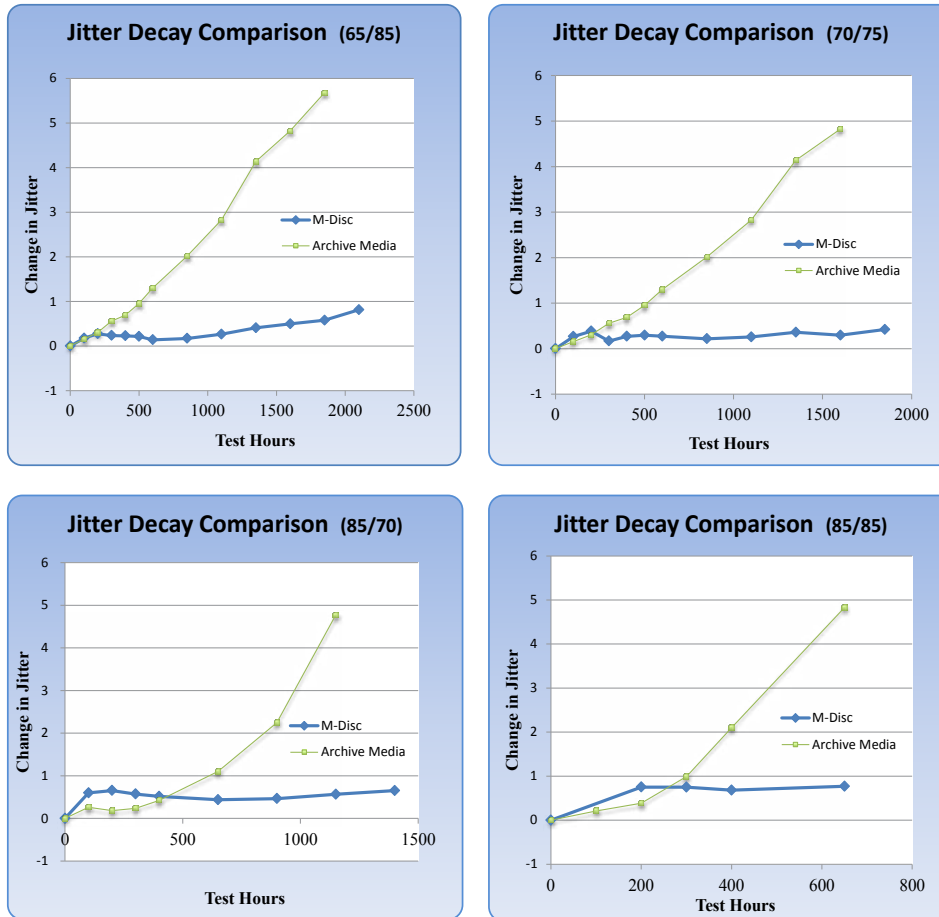 Jitter Decay Comparison (65/85)
6
5
4
3
2
1
0
-1
Change in Jitter
M-Disc
Archive Media
0 500 1000 1500 2000 2500
Test Hours
Jitter Decay Comparison (70/75)
6
5
4
3
2
1
0
-1
Change in Jitter
M-Disc
Archive Media
0 500 1000 1500 2000
Test Hours
Jitter Decay Comparison (85/70)
6
5
4
3
2
1
0
-1
Change in Jitter
M-Disc
Archive Media
0 500 1000 1500
Test Hours
Jitter Decay Comparison (85/85)
6
5
4
3
2
1
0
-1
Change in Jitter
M-Disc
Archive Media
0 200 400 600 800
Test Hours